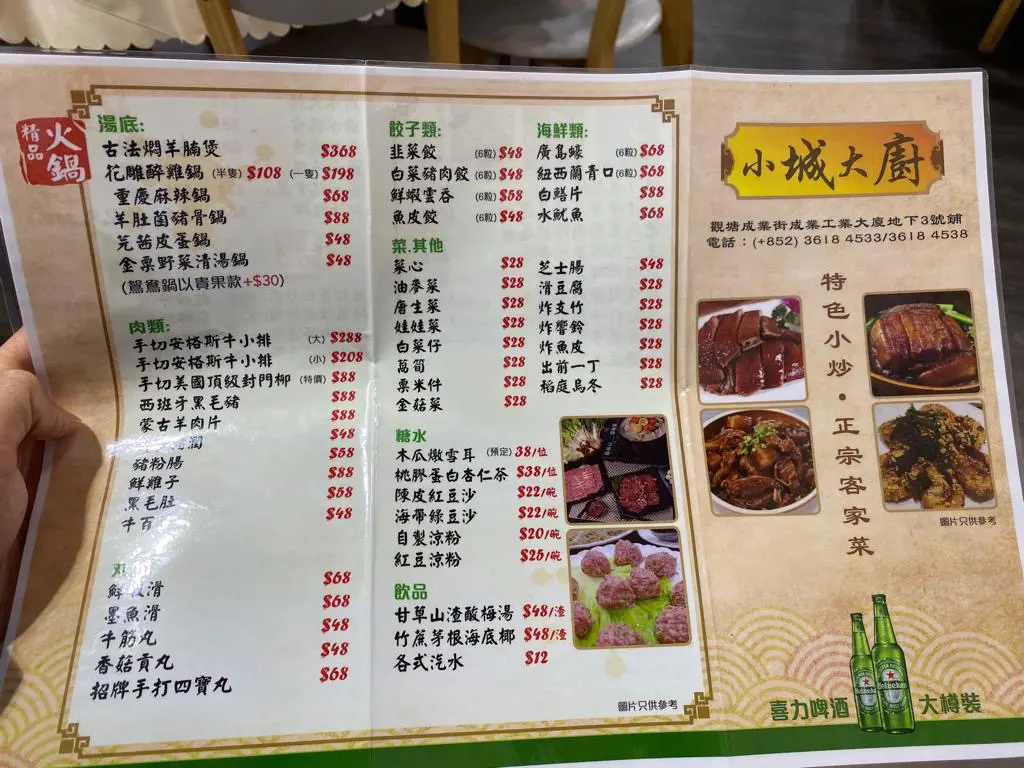 精品
火鍋
湯底:
古法燜羊腩煲 $368
花雕醉雞鍋 (半隻) $108 (一隻) $198
重慶麻辣鍋 $68
羊肚菌豬骨鍋 $88
芫茜皮蛋鍋 $48
金粟野菜清湯鍋 $48
(鴛鴦鍋以貴果款+$30)
肉類:
手切安格斯牛小排 (大) $288
手切安格斯牛小排 (小) $208
手切美國頂級封門柳 (特價) $88
西班牙黑毛豬 $88
蒙古羊肉片 $88
潤 $48
豬粉腸 $58
鮮雞子 $88
黑毛肚 $58
牛百 $48
鮮 滑 $68
墨魚滑 $68
牛筋丸 $48
香菇貢丸 $48
招牌手打四寶丸 $68
餃子類:
韭菜餃 (6粒) $48
白菜豬肉餃 (6粒) $48
鮮蝦雲吞 (6粒) $58
魚皮餃 (6粒) $48
海鮮類:
廣島蠔 (6粒) $68
紐西蘭青口 (6粒) $68
白鱔片 $88
水魷魚 $68
菜.其他
菜心 $28
油麥菜 $28
唐生菜 $28
娃娃菜 $28
白菜仔 $28
萵筍 $28
粟米件 $28
金菇菜 $28
芝士腸 $48
滑豆腐 $28
炸支竹 $28
炸響鈴 $28
炸魚皮 $28
出前一丁 $28
稻庭烏冬 $28
糖水
木瓜燉雪耳 (預定) 38/位
桃膠蛋白杏仁茶 $38/位
陳皮紅豆沙 $22/碗
海帶綠豆沙 $22/碗
自製涼粉 $20/碗
紅豆涼粉 $25/碗
飲品
甘草山渣酸梅湯 $48/渣
竹蔗茅根海底椰 $48/渣
各式汽水 $12
圖片只供參考
小城大廚
觀塘成業街成業工業大廈地下3號鋪
電話：(+852) 3618 4533/3618 4538
特色小炒・正宗客家菜
圖片只供參考
喜力啤酒
Heineken
Heineken
大樽裝